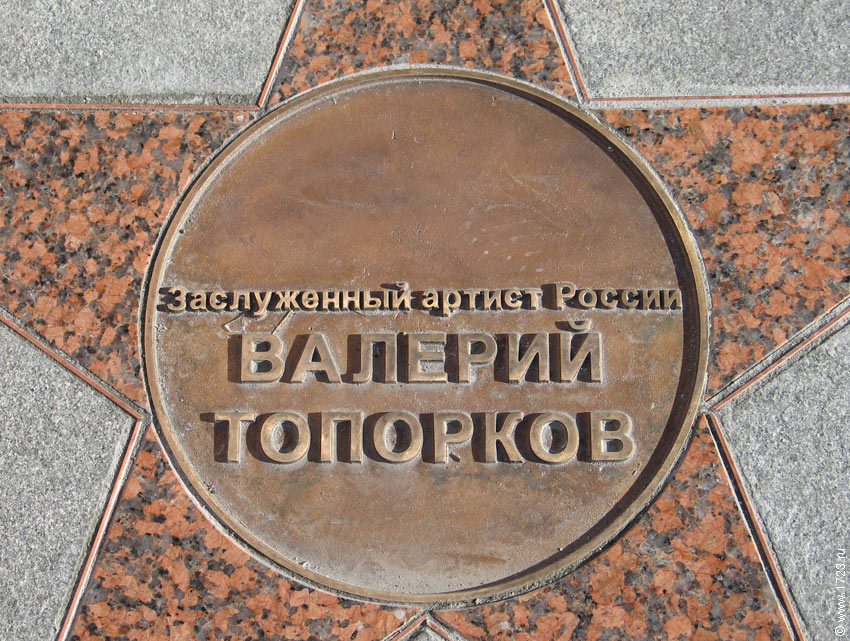 Заслуженный артист России
ВАЛЕРИЙ
ТОПОРКОВ
© www.1723.ru